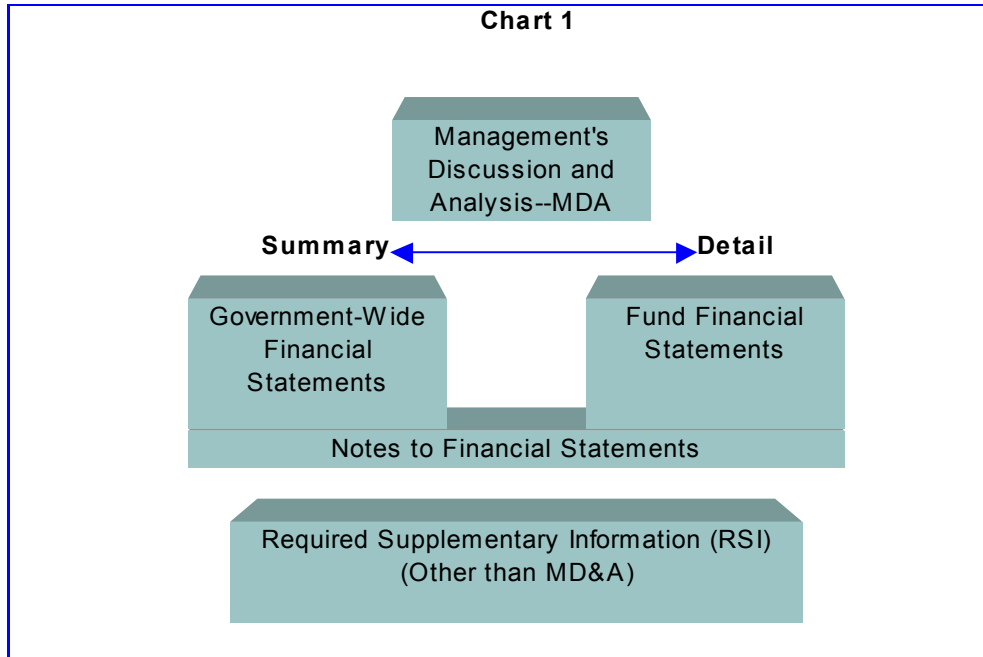 Chart 1
Management's
Discussion and
Analysis--MDA
Summary
Detail
Government-Wide
Financial
Statements
Fund Financial
Statements
Notes to Financial Statements
Required Supplementary Information (RSI)
(Other than MD&A)